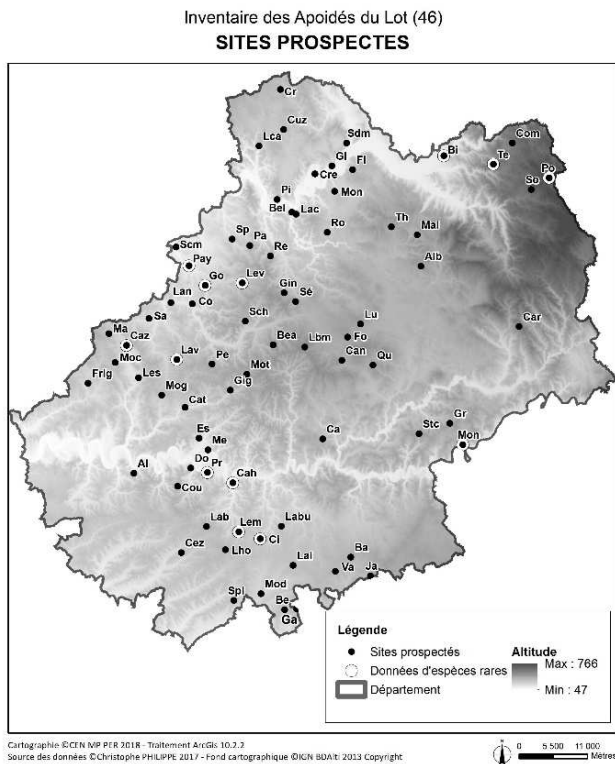 Inventaire des Apoidés du Lot (46)
SITES PROSPECTES
Cr
Cuz
Lca
Sdm
Com
Bi
Te
Gl
Fl
Po
Cre
Su
Mon
Pi
Bel
Lac
Ro
Th
Mal
Sp
Pa
Scm
Re
Alb
Pay
Go
Lev
Gin
Lan
Co
Sé
Sa
Sch
Lu
Car
Ma
Caz
Bea
Lbm
Fo
Moc
Lav
Pe
Can
Qu
Frig
Les
Mot
Mog
Gig
Cat
Gr
Stc
Ca
Es
Me
Mon
Al
Do
Pr
Cah
Cou
Lab
Lem
Labu
Ci
Cez
Lho
Ba
Lal
Va
Ja
Spl
Mod
Be
Ga
Légende
Sites prospectés
Données d'espèces rares
Département
Altitude
Max : 766
Min : 47
Cartographie ©CEN MP PER 2018 - Traitement ArcGis 10.2.2
Source des données ©Christophe PHILIPPE 2017 - Fond cartographique ©IGN BDAlti 2013 Copyright
0 5 500 11 000
Mètres